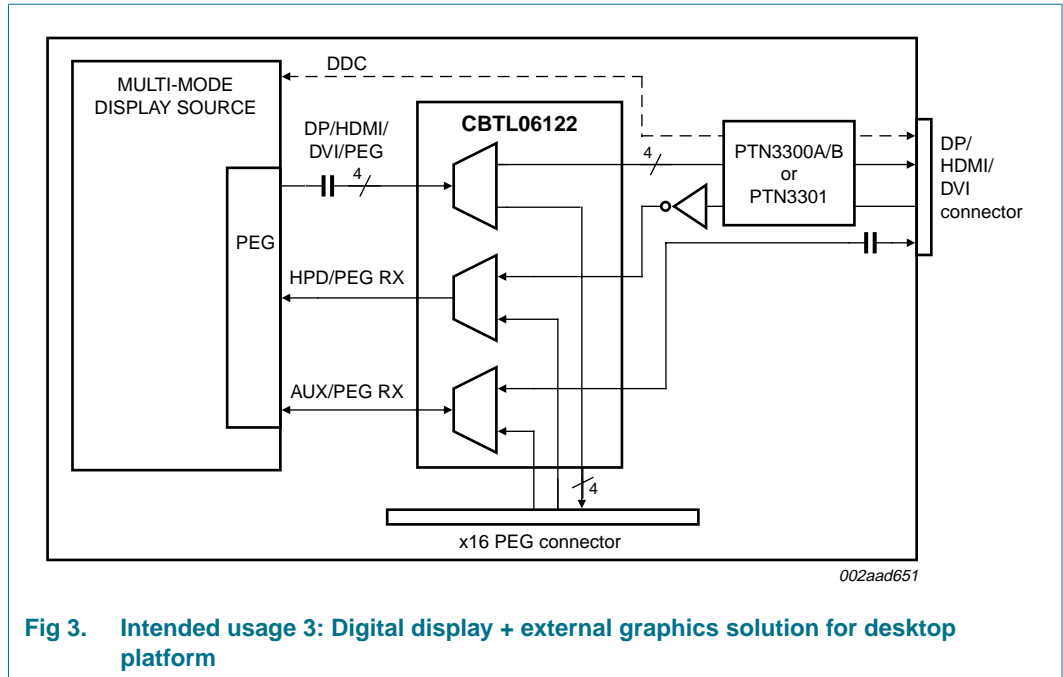 DDC
MULTI-MODE
DISPLAY SOURCE
CBTL06122
DP/HDMI/
DVI/PEG
4
4
PTN3300A/B
or
PTN3301
DP/
HDMI/
DVI
connector
PEG
HPD/PEG RX
AUX/PEG RX
4
x16 PEG connector
002aad651
Fig 3. Intended usage 3: Digital display + external graphics solution for desktop
platform